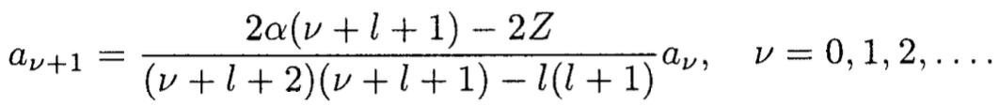 $a_{\nu+1} = \dfrac{2\alpha(\nu + l + 1) - 2Z}{(\nu + l + 2)(\nu + l + 1) - l(l + 1)} a_{\nu}, \quad \nu = 0, 1, 2, \ldots.$